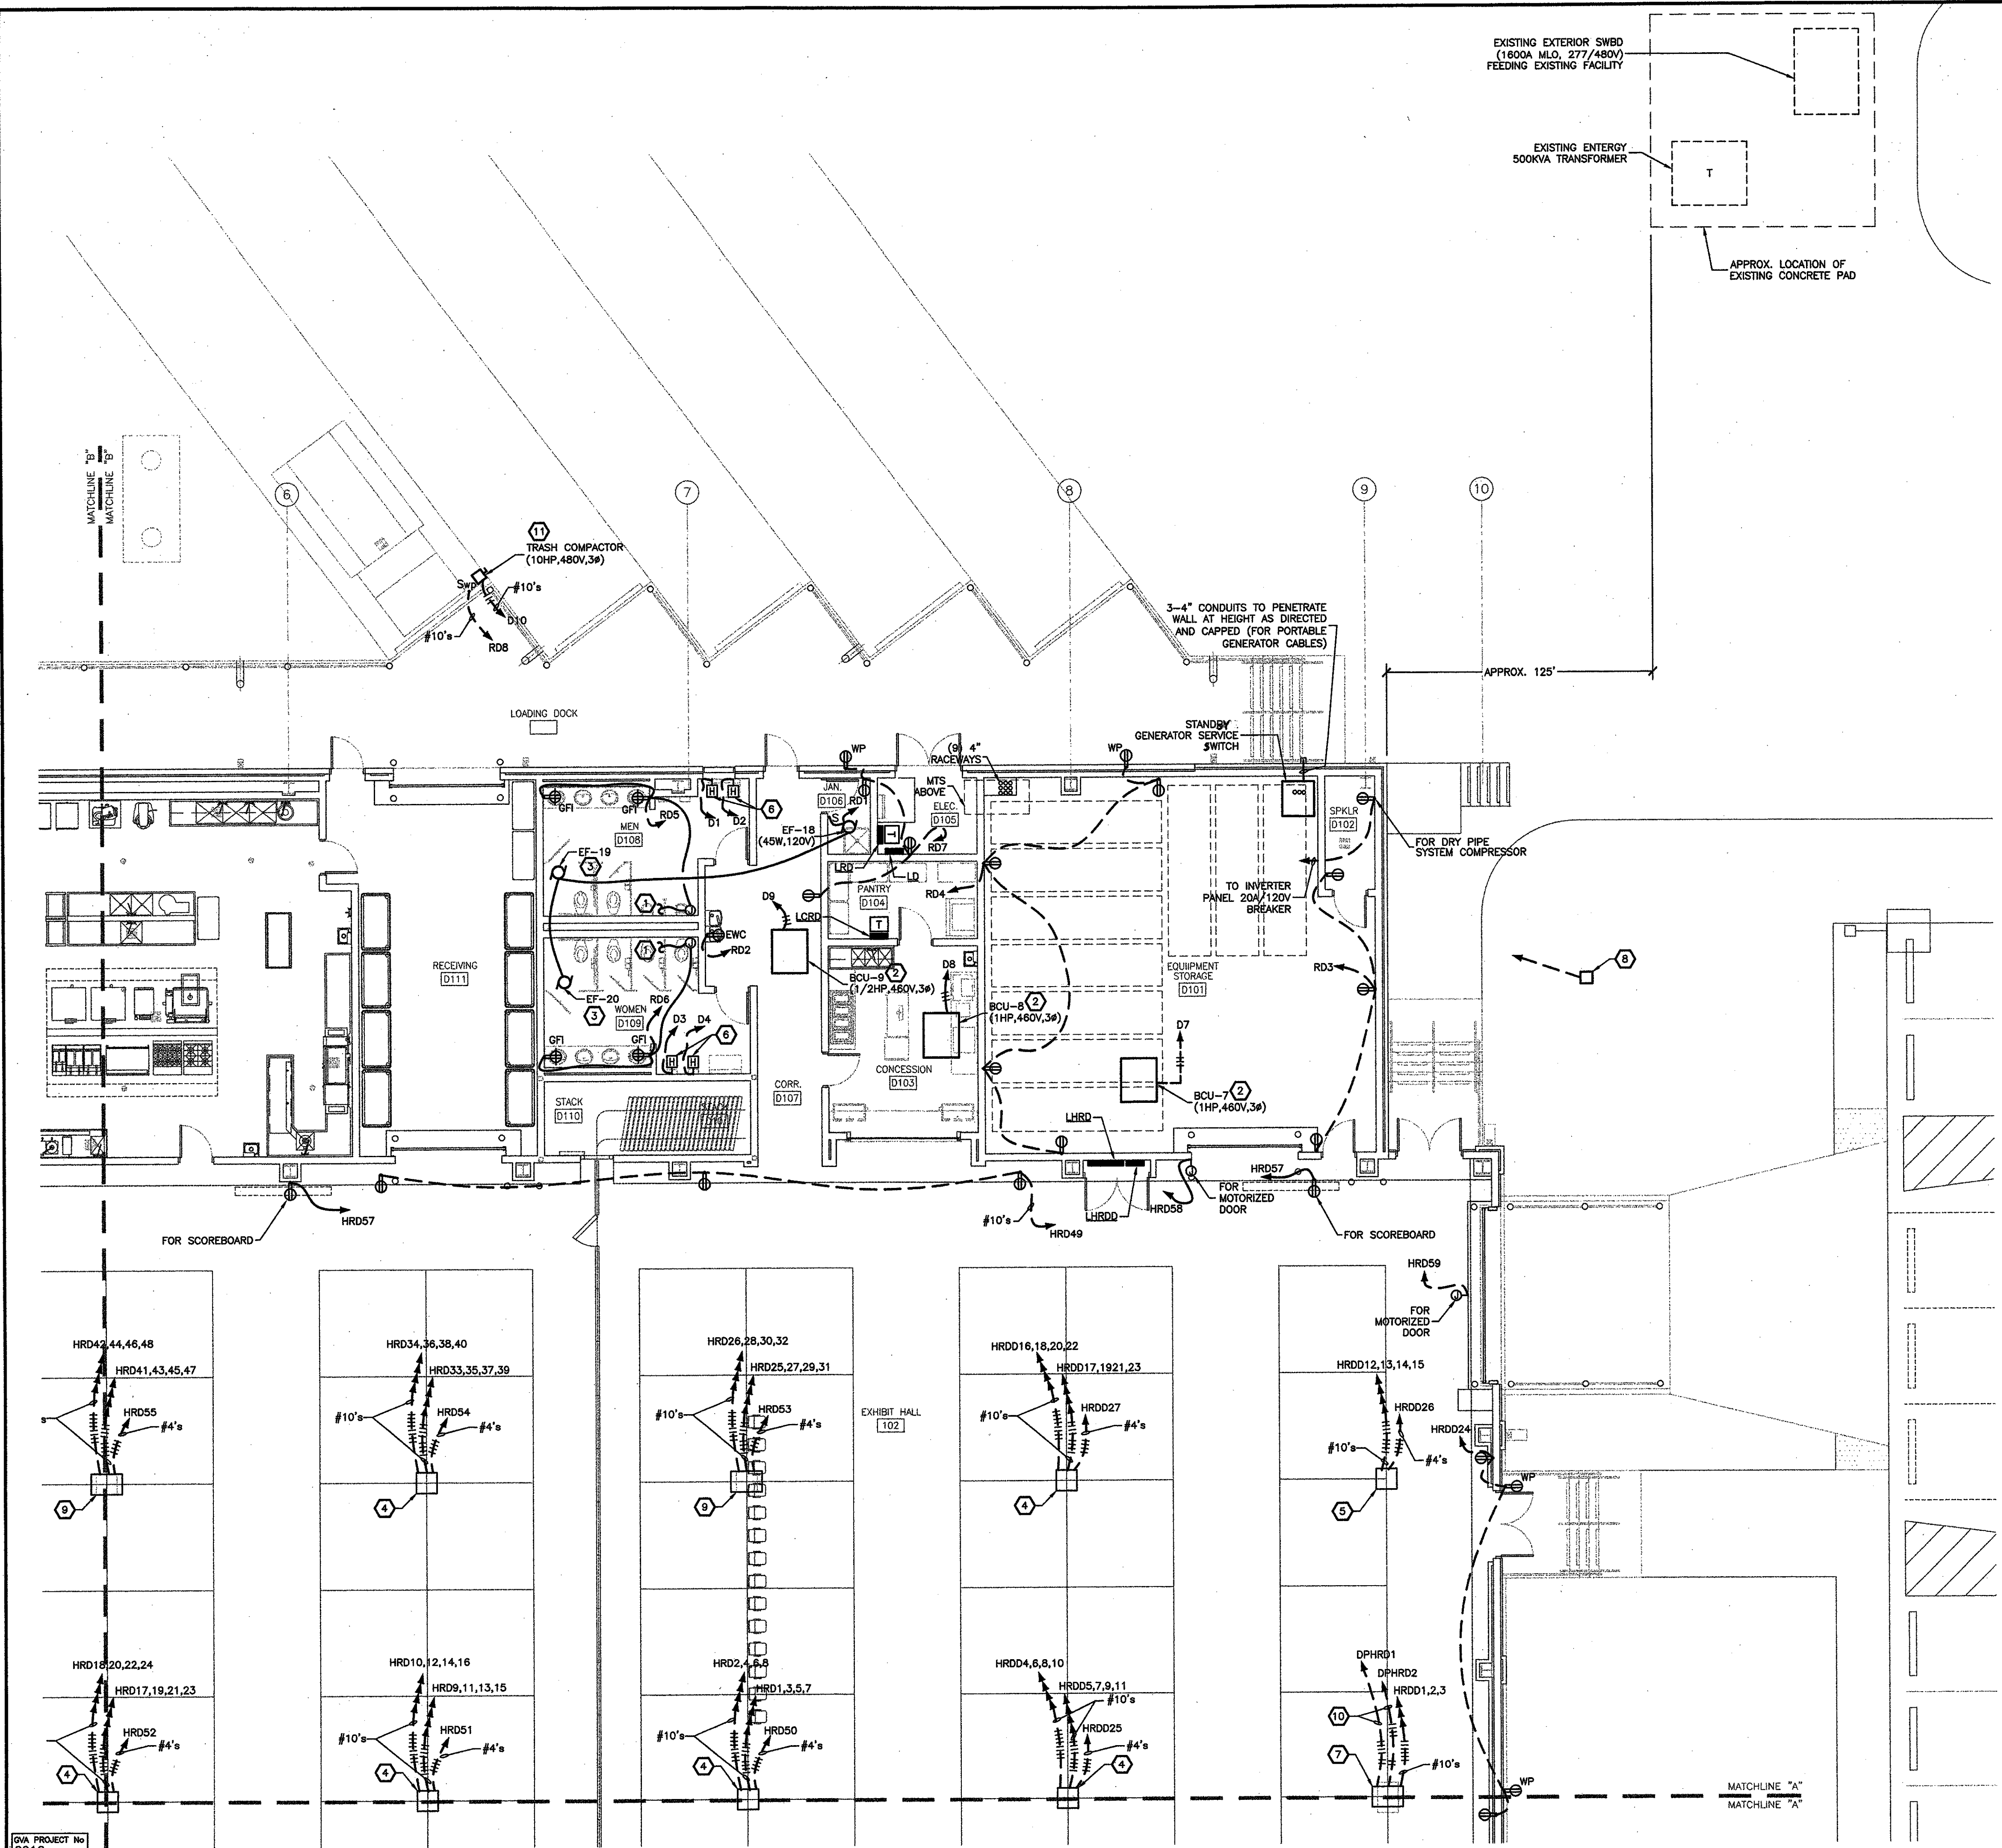 EXISTING EXTERIOR SWBD
(1600A MLO, 277/480V)
FEEDING EXISTING FACILITY
EXISTING ENTERGY
500KVA TRANSFORMER
T
APPROX. LOCATION OF
EXISTING CONCRETE PAD
MATCHLINE "B"
MATCHLINE "B"
6
7
8
9
10
11
TRASH COMPACTOR
(10HP,480V,3ø)
Swp
#10's
D10
#10's
RD8
3-4" CONDUITS TO PENETRATE
WALL AT HEIGHT AS DIRECTED
AND CAPPED (FOR PORTABLE
GENERATOR CABLES)
APPROX. 125'
LOADING DOCK
STANDBY
GENERATOR SERVICE
SWITCH
WP
(9) 4"
RACEWAYS
WP
MTS
ABOVE
JAN.
D106
RD1
S
ELEC.
D105
RD7
EF-18
(45W,120V)
GFI
GFI
RD5
MEN
D108
D1
D2
6
SPKLR
D102
FOR DRY PIPE
SYSTEM COMPRESSOR
EF-19
3
LRD
T
LD
PANTRY
D104
RD4
TO INVERTER
PANEL 20A/120V
BREAKER
1
D9
LCRD
T
EWC
RD2
1
RECEIVING
D111
BCU-9
2
(1/2HP,460V,3ø)
D8
EQUIIPMENT
STORAGE
D101
RD3
8
EF-20
3
RD6
WOMEN
D109
D3
D4
6
GFI
GFI
BCU-8
2
(1HP,460V,3ø)
D7
CONCESSION
D103
CORR.
D107
BCU-7
2
(1HP,460V,3ø)
STACK
D110
LHRD
HRD57
FOR SCOREBOARD
HRD57
FOR
MOTORIZED
DOOR
HRD58
LHRDD
#10's
HRD49
FOR SCOREBOARD
HRD59
FOR
MOTORIZED
DOOR
HRD42,44,46,48
HRD41,43,45,47
HRD55
#4's
9
HRD34,36,38,40
HRD33,35,37,39
#10's
HRD54
#4's
4
HRD26,28,30,32
HRD25,27,29,31
#10's
HRD53
#4's
9
EXHIBIT HALL
102
HRDD16,18,20,22
HRDD17,1921,23
#10's
HRDD27
#4's
4
HRDD12,13,14,15
HRDD26
#10's
#4's
5
HRDD24
WP
HRD18,20,22,24
HRD17,19,21,23
HRD52
#4's
4
HRD10,12,14,16
HRD9,11,13,15
#10's
HRD51
#4's
4
HRD2,4,6,8
HRD1,3,5,7
#10's
HRD50
#4's
4
HRDD4,6,8,10
HRDD5,7,9,11
#10's
HRDD25
#4's
4
DPHRD1
DPHRD2
HRDD1,2,3
10
7
#10's
WP
MATCHLINE "A"
MATCHLINE "A"
GVA PROJECT No